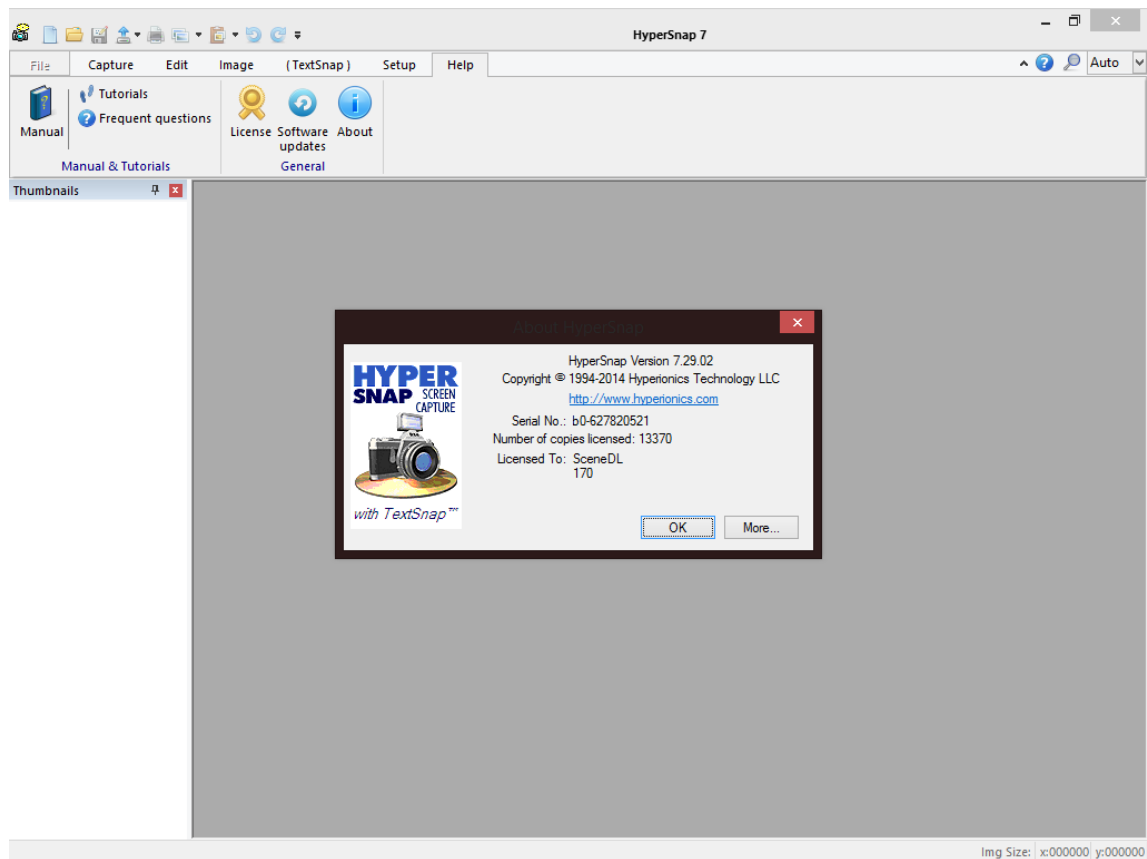 HyperSnap 7
File Capture Edit Image (TextSnap) Setup Help Auto
Manual
Tutorials
Frequent questions
License
Software
updates
About
Manual & Tutorials
General
Thumbnails
About HyperSnap
HYPER
SNAP SCREEN
CAPTURE
with TextSnap™
HyperSnap Version 7.29.02
Copyright © 1994-2014 Hyperionics Technology LLC
http://www.hyperionics.com
Serial No.: b0-627820521
Number of copies licensed: 13370
Licensed To: SceneDL
170
OK More...
Img Size: x:000000 y:000000